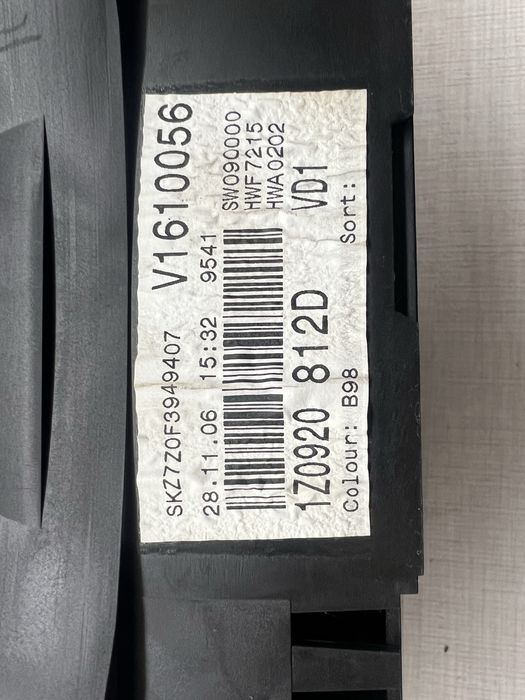 SKZ7Z0F3949407 V1610056
28.11.06 15:32 9541 SW090000
HWF7215
HWA0202
1Z0920 812D VD1
Colour: B98 Sort: